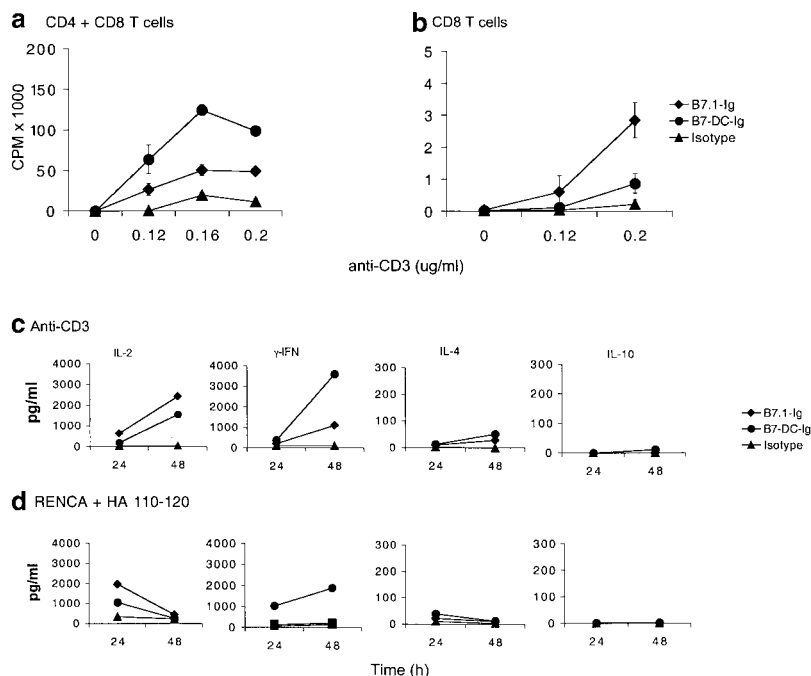 a CD4 + CD8 T cells
b CD8 T cells
CPM x 1000
200
150
100
50
0
0 0.12 0.16 0.2
5
4
3
2
1
0
0 0.12 0.2
B7.1-Ig
B7-DC-Ig
Isotype
anti-CD3 (ug/ml)
c Anti-CD3
IL-2
γ-IFN
IL-4
IL-10
pg/ml
4000
3000
2000
1000
0
24 48
4000
3000
2000
1000
0
24 48
300
200
100
0
24 48
300
200
100
0
24 48
B7.1-Ig
B7-DC-Ig
Isotype
d RENCA + HA 110-120
pg/ml
4000
3000
2000
1000
0
24 48
4000
3000
2000
1000
0
24 48
300
200
100
0
24 48
300
200
100
0
24 48
Time (h)